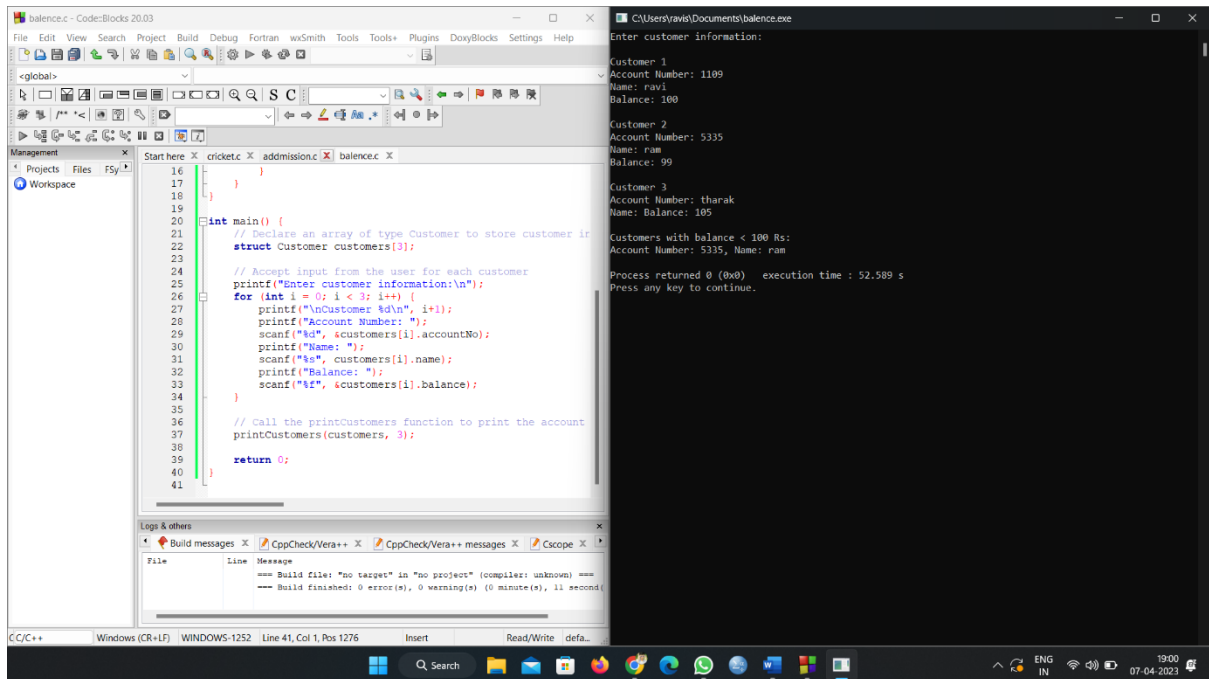 balence.c - Code::Blocks 20.03
File Edit View Search Project Build Debug Fortran wxSmith Tools Tools+ Plugins DoxyBlocks Settings Help
<global>
S C
/** *<
Management
Projects Files FSy
Workspace
Start here X cricket.c X addmission.c X balence.c X
16 }
17 }
18 }
19
20 int main() {
21 // Declare an array of type Customer to store customer in
22 struct Customer customers[3];
23
24 // Accept input from the user for each customer
25 printf("Enter customer information:\n");
26 for (int i = 0; i < 3; i++) {
27 printf("\nCustomer %d\n", i+1);
28 printf("Account Number: ");
29 scanf("%d", &customers[i].accountNo);
30 printf("Name: ");
31 scanf("%s", customers[i].name);
32 printf("Balance: ");
33 scanf("%f", &customers[i].balance);
34 }
35
36 // Call the printCustomers function to print the account
37 printCustomers(customers, 3);
38
39 return 0;
40 }
41
Logs & others
Build messages X CppCheck/Vera++ X CppCheck/Vera++ messages X Cscope X
File Line Message
=== Build file: "no target" in "no project" (compiler: unknown) ===
=== Build finished: 0 error(s), 0 warning(s) (0 minute(s), 11 second(
C/C++ Windows (CR+LF) WINDOWS-1252 Line 41, Col 1, Pos 1276 Insert Read/Write defa...
C:\Users\ravis\Documents\balence.exe
Enter customer information:

Customer 1
Account Number: 1109
Name: ravi
Balance: 100

Customer 2
Account Number: 5335
Name: ram
Balance: 99

Customer 3
Account Number: tharak
Name: Balance: 105

Customers with balance < 100 Rs:
Account Number: 5335, Name: ram

Process returned 0 (0x0) execution time : 52.589 s
Press any key to continue.
Search
ENG
IN
19:00
07-04-2023